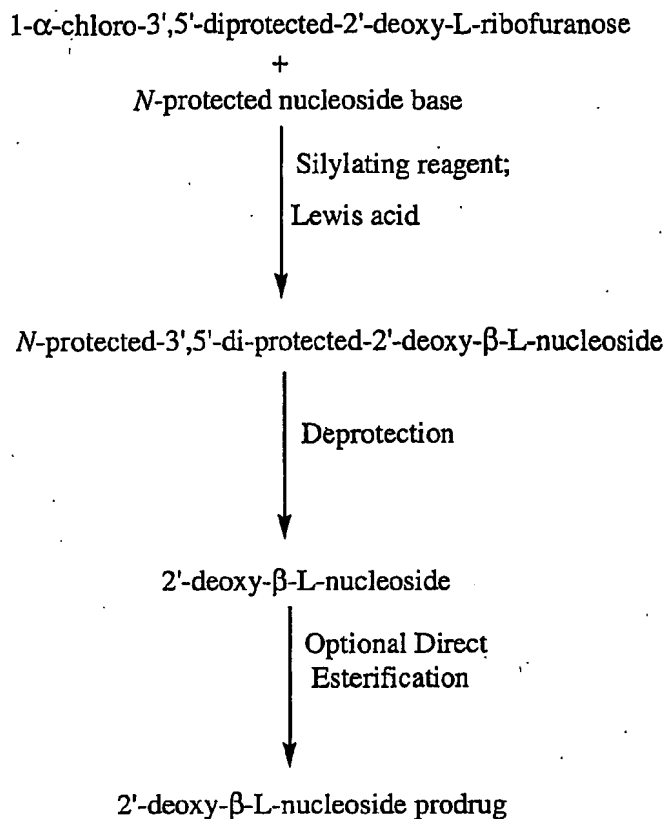 1-α-chloro-3',5'-diprotected-2'-deoxy-L-ribofuranose
+
N-protected nucleoside base
Silylating reagent;
Lewis acid
N-protected-3',5'-di-protected-2'-deoxy-β-L-nucleoside
Deprotection
2'-deoxy-β-L-nucleoside
Optional Direct
Esterification
2'-deoxy-β-L-nucleoside prodrug